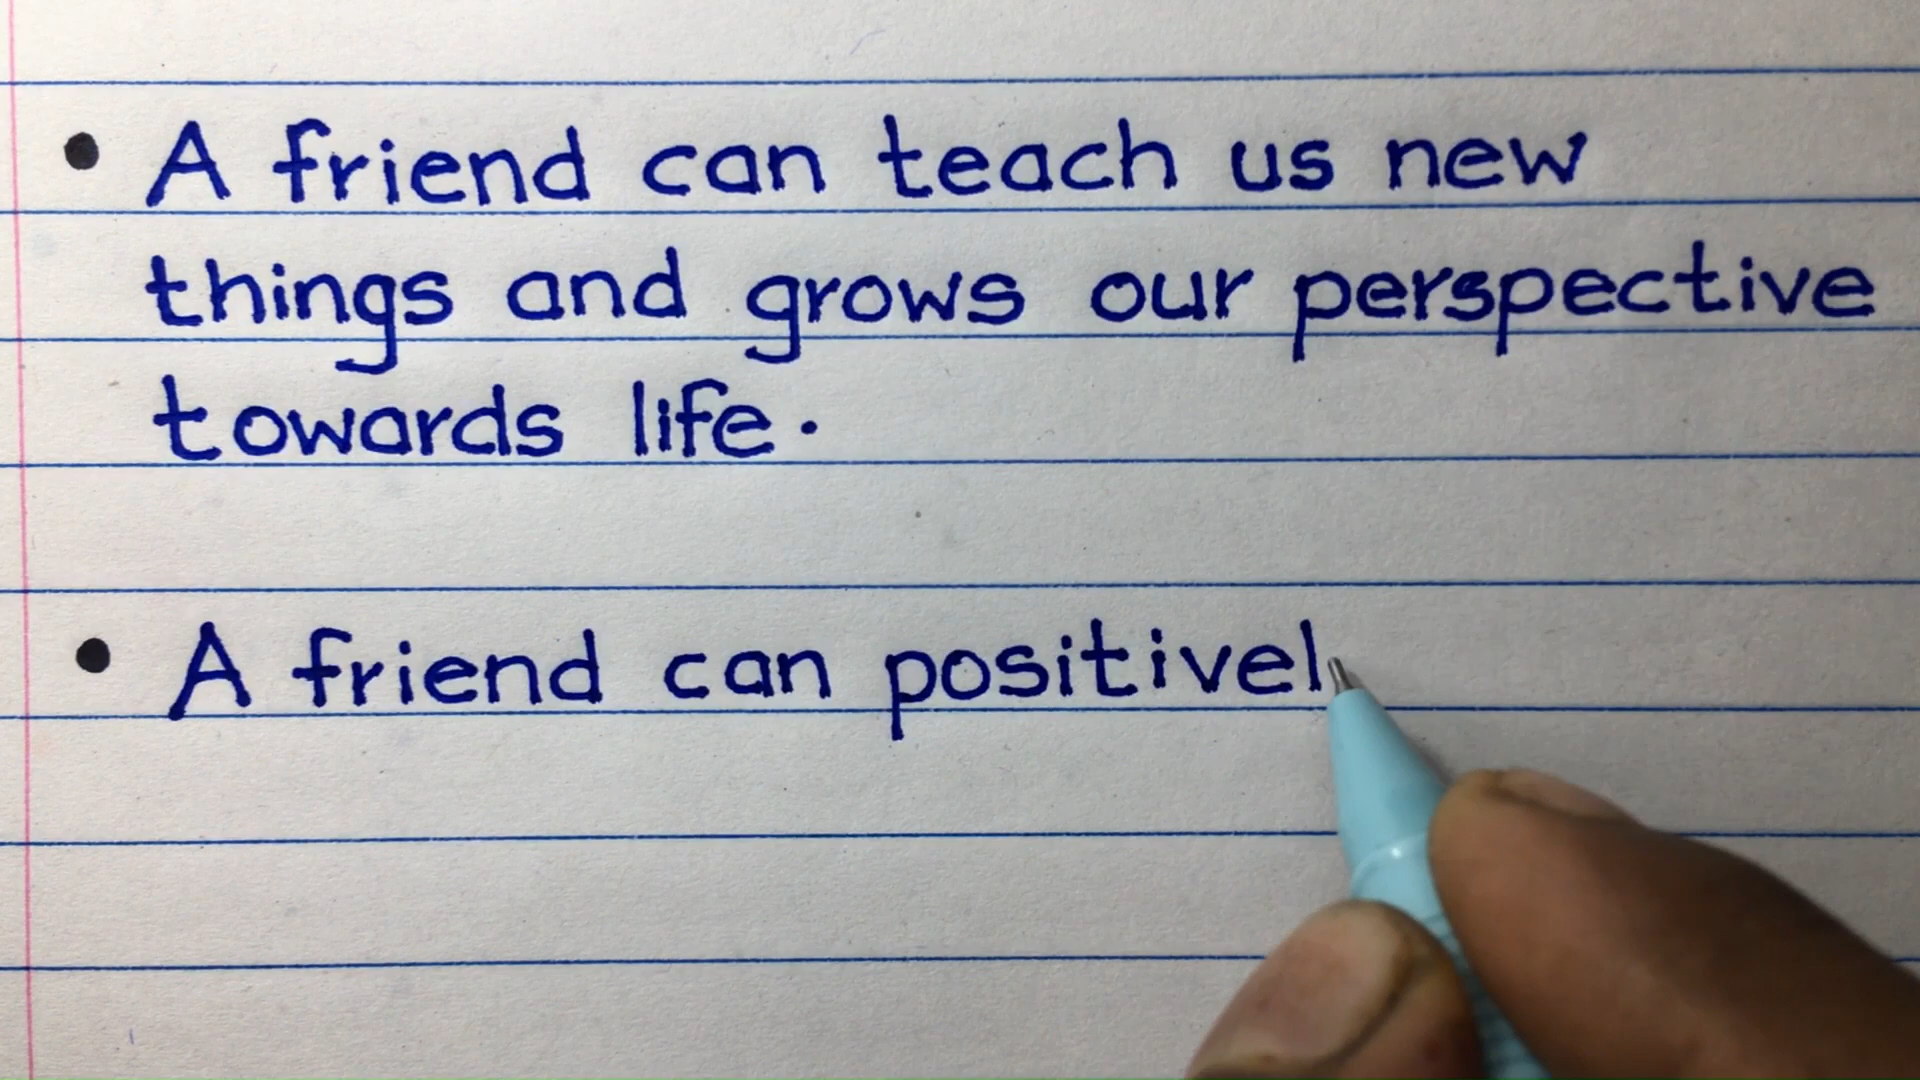 • A friend can teach us new
things and grows our perspective
towards life.
• A friend can positivel